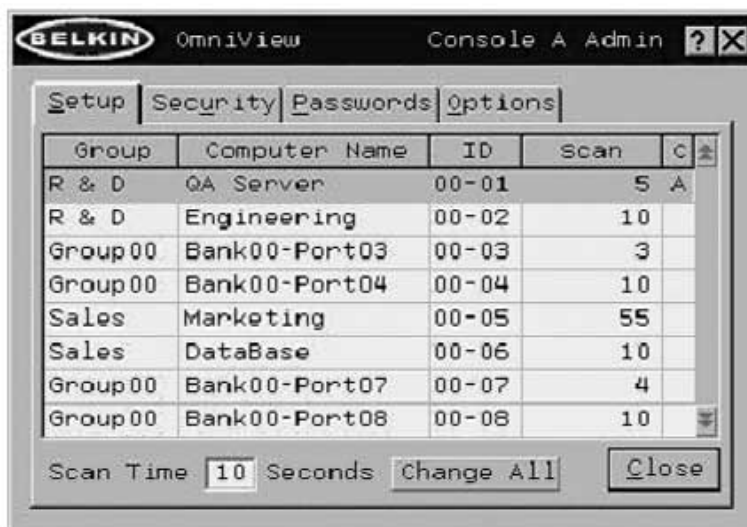 BELKIN OmniView Console A Admin ? X
Setup Security Passwords Options
Group Computer Name ID Scan C
R & D QA Server 00-01 5 A
R & D Engineering 00-02 10
Group00 Bank00-Port03 00-03 3
Group00 Bank00-Port04 00-04 10
Sales Marketing 00-05 55
Sales DataBase 00-06 10
Group00 Bank00-Port07 00-07 4
Group00 Bank00-Port08 00-08 10
Scan Time 10 Seconds Change All Close